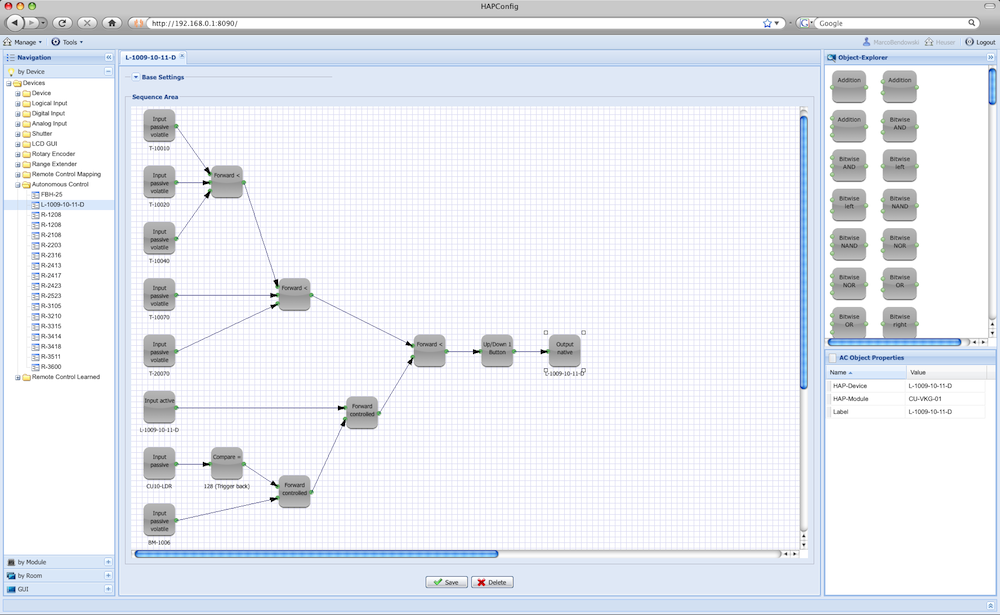 HAPConfig
http://192.168.0.1:8090/
Google
Manage
Tools
MarcoBendowski
Heuser
Logout
Navigation
by Device
Devices
Device
Logical Input
Digital Input
Analog Input
Shutter
LCD GUI
Rotary Encoder
Range Extender
Remote Control Mapping
Autonomous Control
FBH-25
L-1009-10-11-D
R-1208
R-1208
R-2108
R-2203
R-2316
R-2413
R-2417
R-2423
R-2523
R-3105
R-3210
R-3315
R-3414
R-3418
R-3511
R-3600
Remote Control Learned
by Module
by Room
GUI
L-1009-10-11-D
Base Settings
Sequence Area
Input
passive
volatile
T-10010
Input
passive
volatile
T-10020
Forward <
Input
passive
volatile
T-10040
Input
passive
volatile
T-10070
Forward <
Input
passive
volatile
T-20070
Forward <
Up/Down 1
Button
Output
native
L-1009-10-11-D
Input active
L-1009-10-11-D
Forward
controlled
Input
passive
CU10-LDR
Compare =
128 (Trigger back)
Forward
controlled
Input
passive
volatile
BM-1006
Save
Delete
Object-Explorer
Addition
Addition
Addition
Bitwise
AND
Bitwise
AND
Bitwise
left
Bitwise
left
Bitwise
NAND
Bitwise
NAND
Bitwise
NOR
Bitwise
NOR
Bitwise
OR
Bitwise
OR
Bitwise
right
AC Object Properties
Name
Value
HAP-Device
L-1009-10-11-D
HAP-Module
CU-VKG-01
Label
L-1009-10-11-D